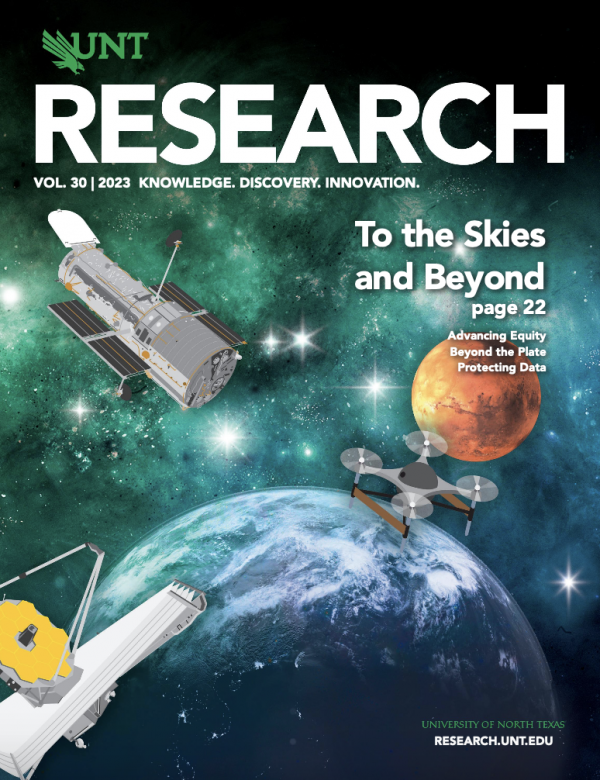 UNT
RESEARCH
VOL. 30 | 2023 KNOWLEDGE. DISCOVERY. INNOVATION.
To the Skies
and Beyond
page 22
Advancing Equity
Beyond the Plate
Protecting Data
UNIVERSITY OF NORTH TEXAS
RESEARCH.UNT.EDU